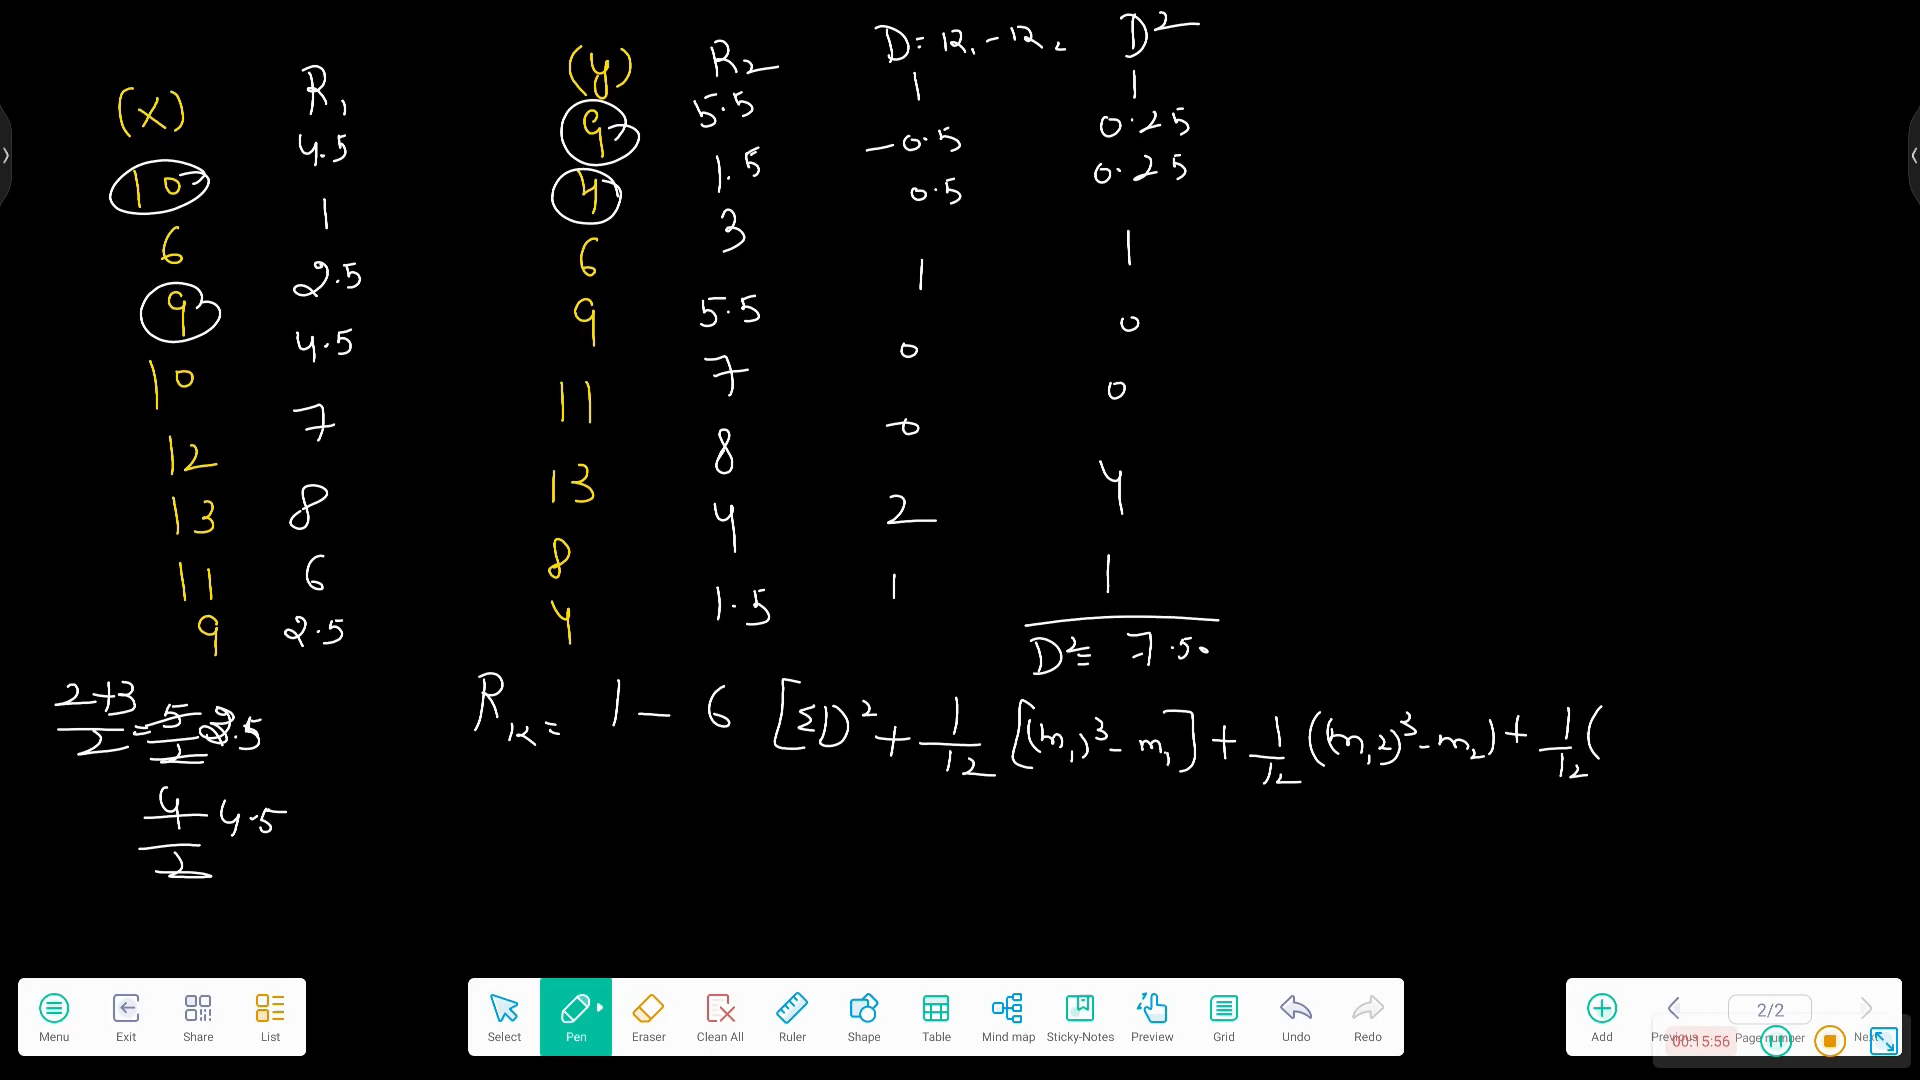 (x) R1 (y) R2 D = R1 - R2 D2
4.5 9 5.5 1 1
10 1 4 1.5 -0.5 0.25
6 2.5 6 3 0.5 0.25
9 4.5 9 5.5 1 1
10 7 11 7 0 0
12 8 13 8 0 0
13 6 8 4 2 4
11 2.5 4 1.5 1 1
9
D2 = 7.50
2+3/2 = 5/2 .5
RR = 1 - 6 [ΣD2 + 1/12 [(m1)3 - m1] + 1/12 ((m,2)3 - m2) + 1/12 (
4/2 4.5
Menu Exit Share List
Select Pen Eraser Clean All Ruler Shape Table Mind map Sticky-Notes Preview Grid Undo Redo
Add 2/2
Page number
00:15:56